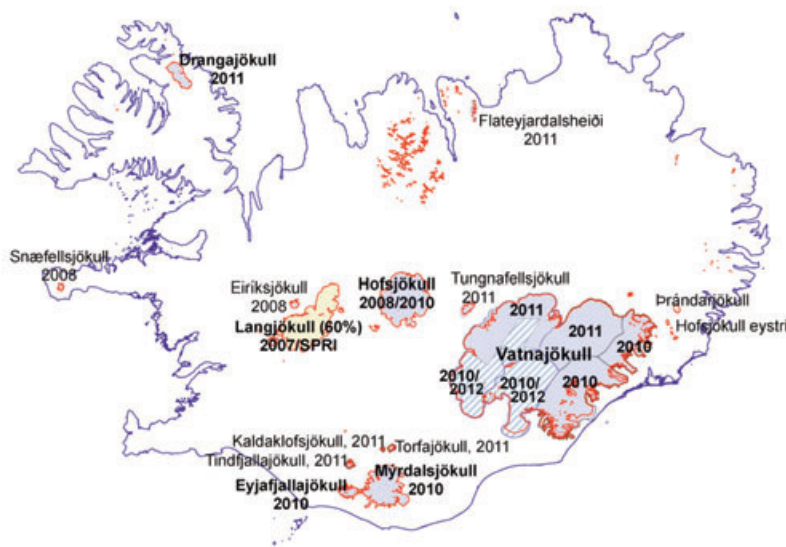 Drangajökull
2011
Flateyjardalsheiði
2011
Snæfellsjökull
2008
Eiríksjökull
2008
Langjökull (60%)
2007/SPRI
Hofsjökull
2008/2010
Tungnafellsjökull
2011
2011
2011
Þrándarjökull
Hofsjökull eystri
Vatnajökull
2010
2010/
2012
2010/
2012
2010
Kaldaklofsjökull, 2011
Torfajökull, 2011
Tindfjallajökull, 2011
Mýrdalsjökull
2010
Eyjafjallajökull
2010